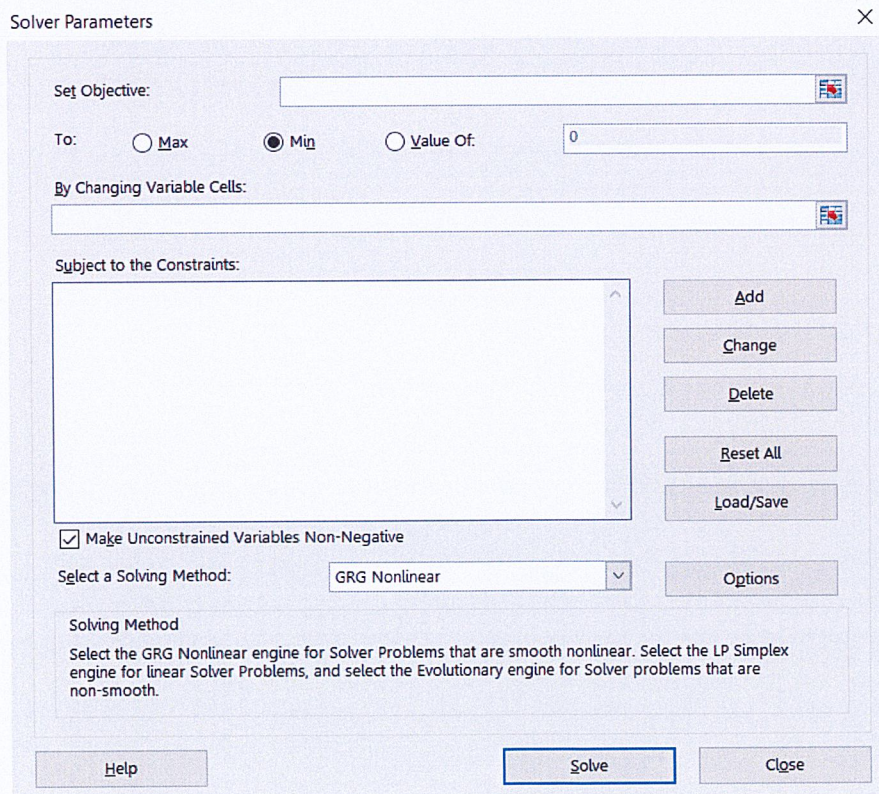 Solver Parameters
Set Objective:
To:
Max
Min
Value Of:
0
By Changing Variable Cells:
Subject to the Constraints:
Add
Change
Delete
Reset All
Load/Save
Make Unconstrained Variables Non-Negative
Select a Solving Method:
GRG Nonlinear
Options
Solving Method
Select the GRG Nonlinear engine for Solver Problems that are smooth nonlinear. Select the LP Simplex
engine for linear Solver Problems, and select the Evolutionary engine for Solver problems that are
non-smooth.
Help
Solve
Close